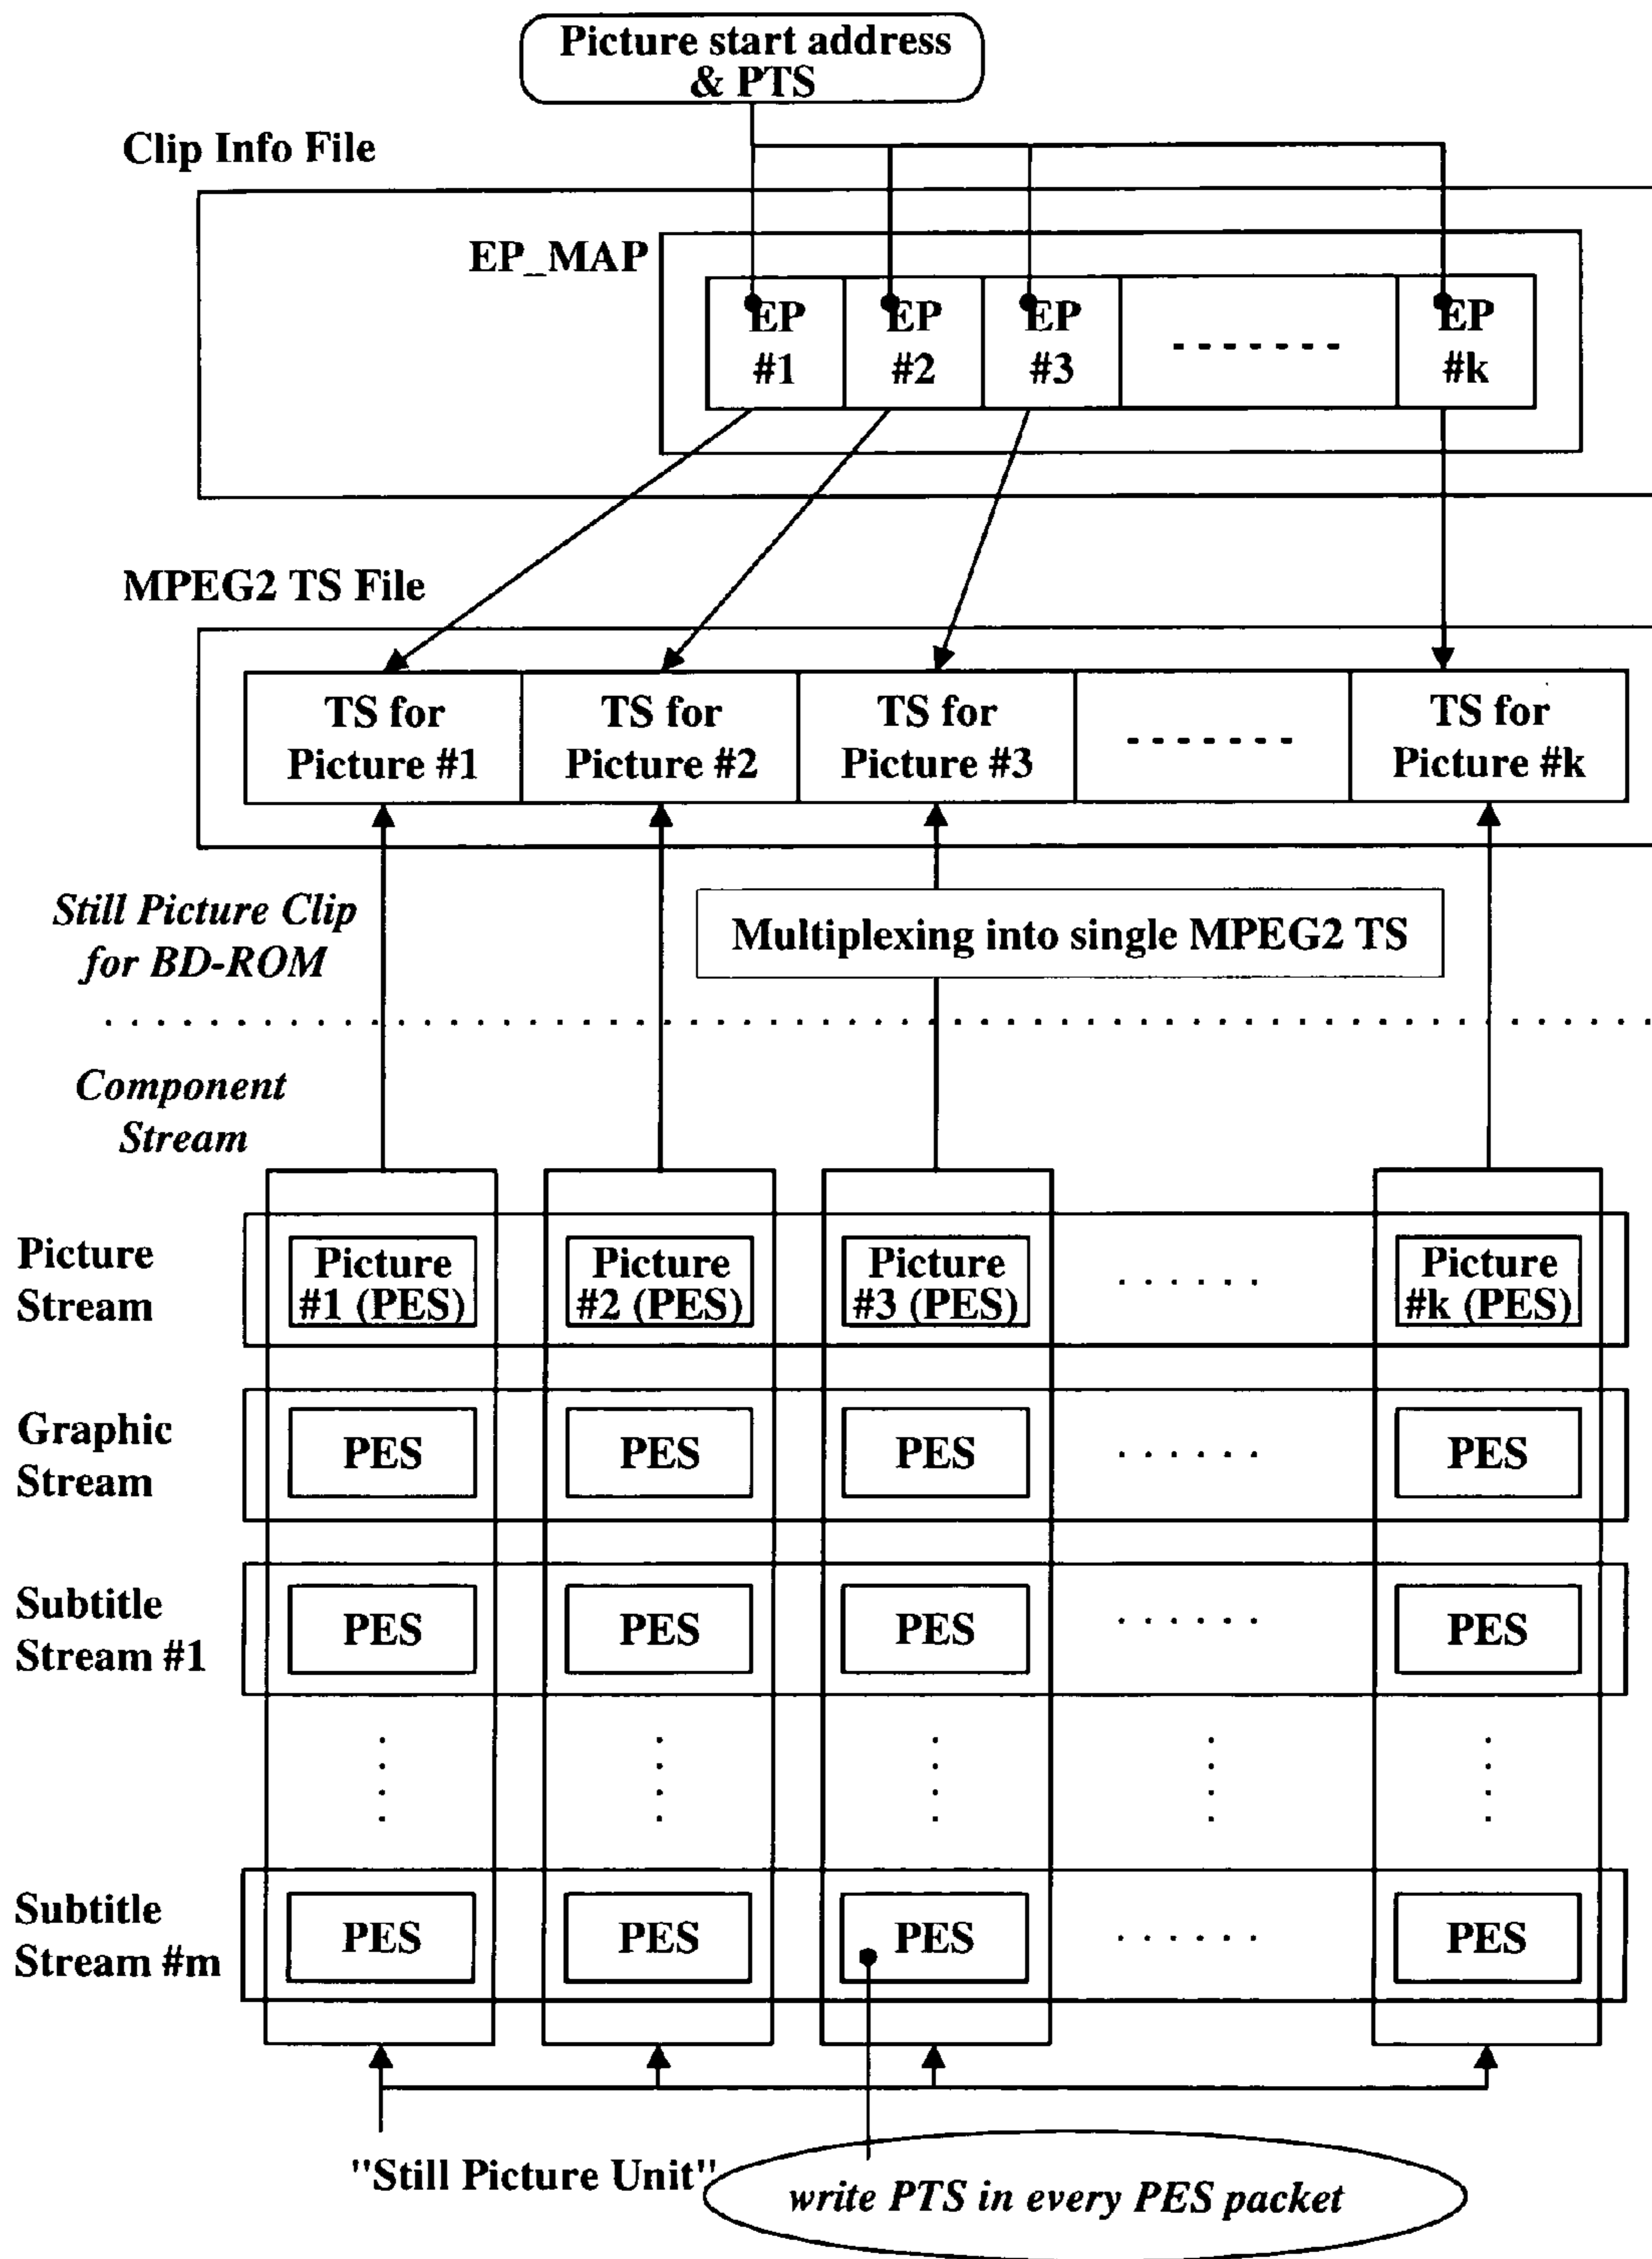 Picture start address
& PTS
Clip Info File
EP_MAP
EP
#1
EP
#2
EP
#3
-------
EP
#k
MPEG2 TS File
TS for
Picture #1
TS for
Picture #2
TS for
Picture #3
-------
TS for
Picture #k
Still Picture Clip
for BD-ROM
Multiplexing into single MPEG2 TS
Component
Stream
Picture
Stream
Picture
#1 (PES)
Picture
#2 (PES)
Picture
#3 (PES)
......
Picture
#k (PES)
Graphic
Stream
PES
PES
PES
......
PES
Subtitle
Stream #1
PES
PES
PES
......
PES
Subtitle
Stream #m
PES
PES
PES
......
PES
"Still Picture Unit"
write PTS in every PES packet